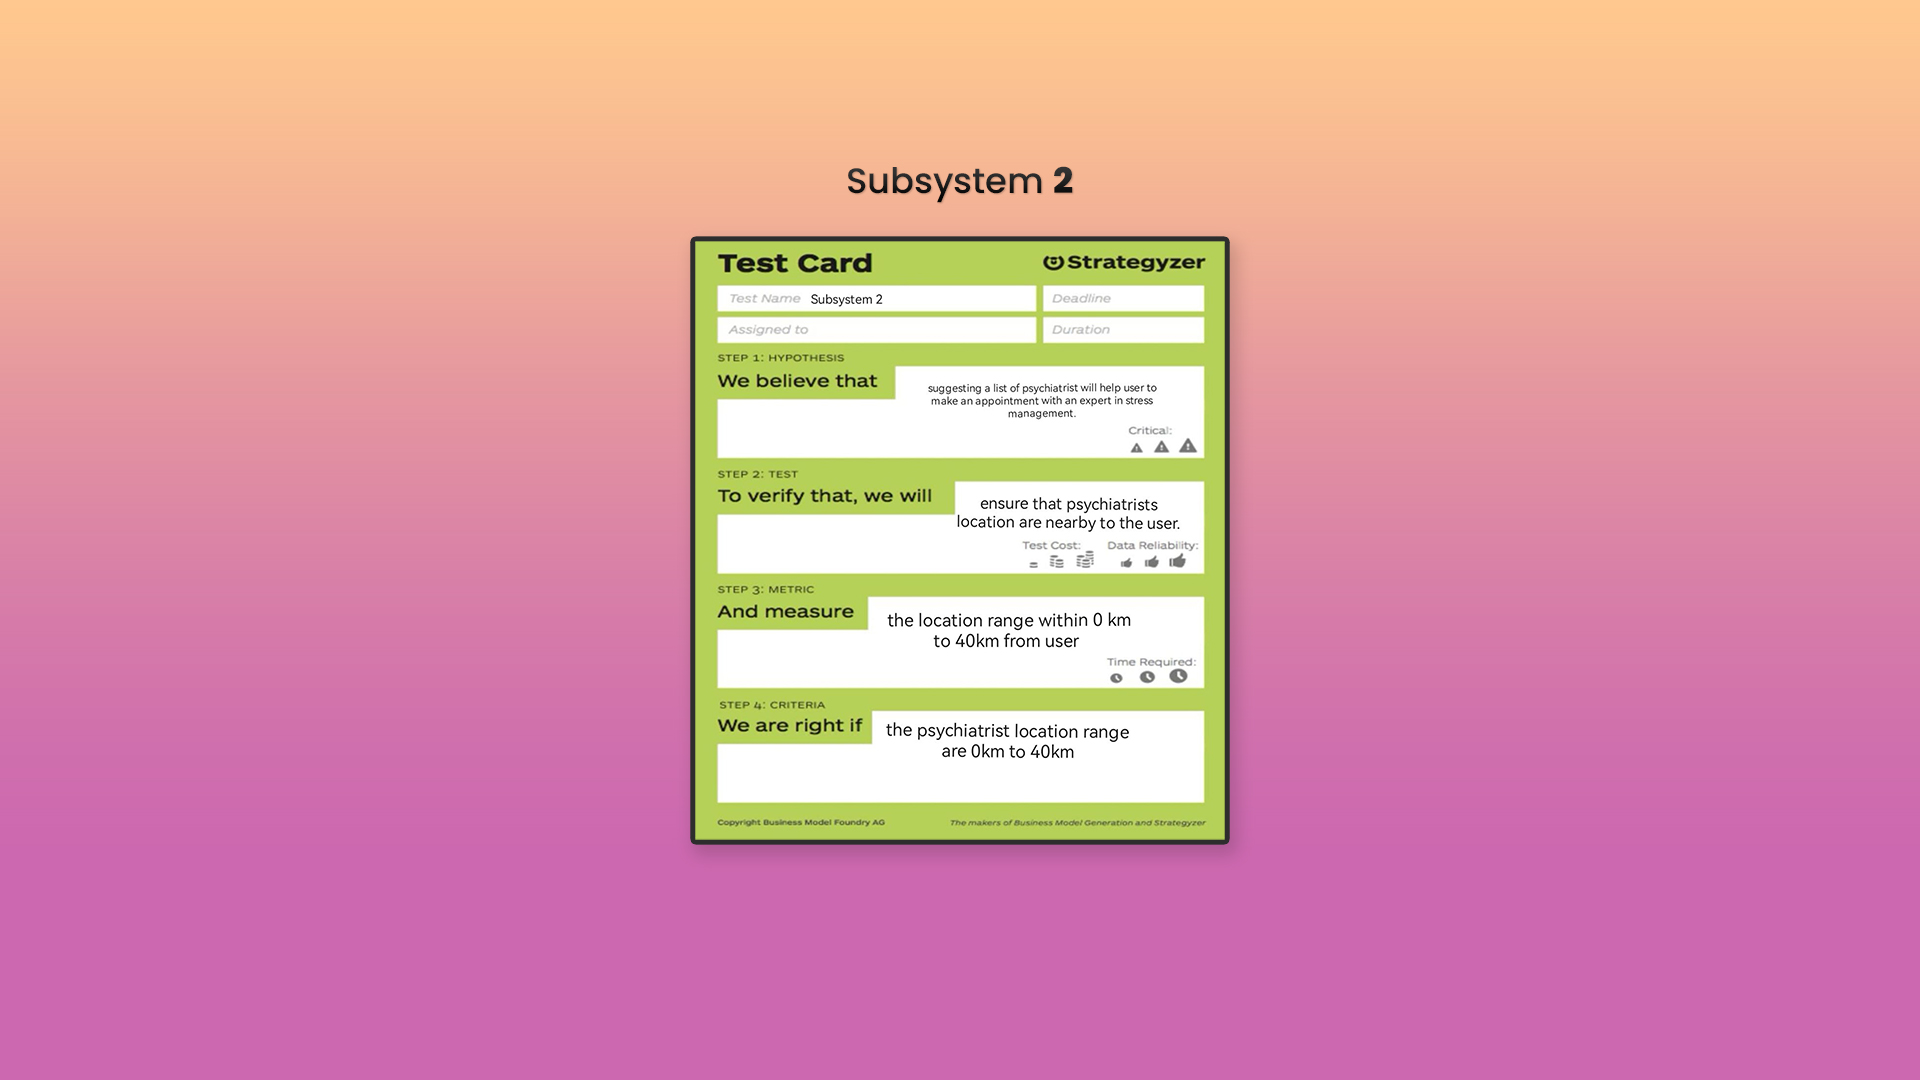 Subsystem 2
Test Card
Strategyzer
Test Name Subsystem 2
Deadline
Assigned to
Duration
STEP 1: HYPOTHESIS
We believe that
suggesting a list of psychiatrist will help user to
make an appointment with an expert in stress
management.
Critical:
STEP 2: TEST
To verify that, we will
ensure that psychiatrists
location are nearby to the user.
Test Cost:
Data Reliability:
STEP 3: METRIC
And measure
the location range within 0 km
to 40km from user
Time Required:
STEP 4: CRITERIA
We are right if
the psychiatrist location range
are 0km to 40km
Copyright Business Model Foundry AG
The makers of Business Model Generation and Strategyzer